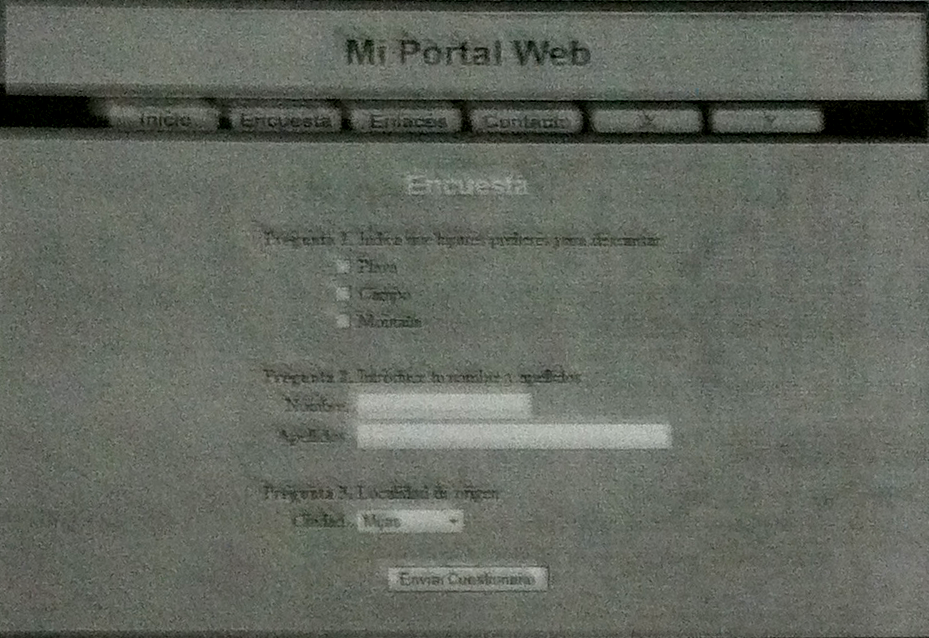 Mi Portal Web
Inicio Encuesta Enlaces Contacto X Y
Encuesta
Pregunta 1. Indica que lugares prefieres para descansar
Playa
Campo
Montaña
Pregunta 2. Introduce tu nombre y apellidos
Nombre:
Apellidos:
Pregunta 3. Localidad de origen
Ciudad: Mijas
Enviar Cuestionario